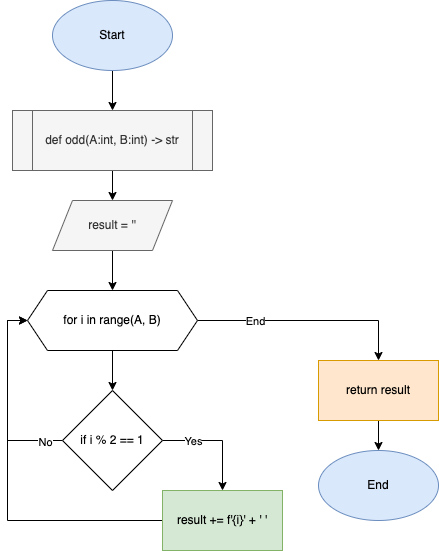 Start
def odd(A:int, B:int) -> str
result = ''
for i in range(A, B)
End
return result
if i % 2 == 1
No
Yes
End
result += f'{i}' + ' '